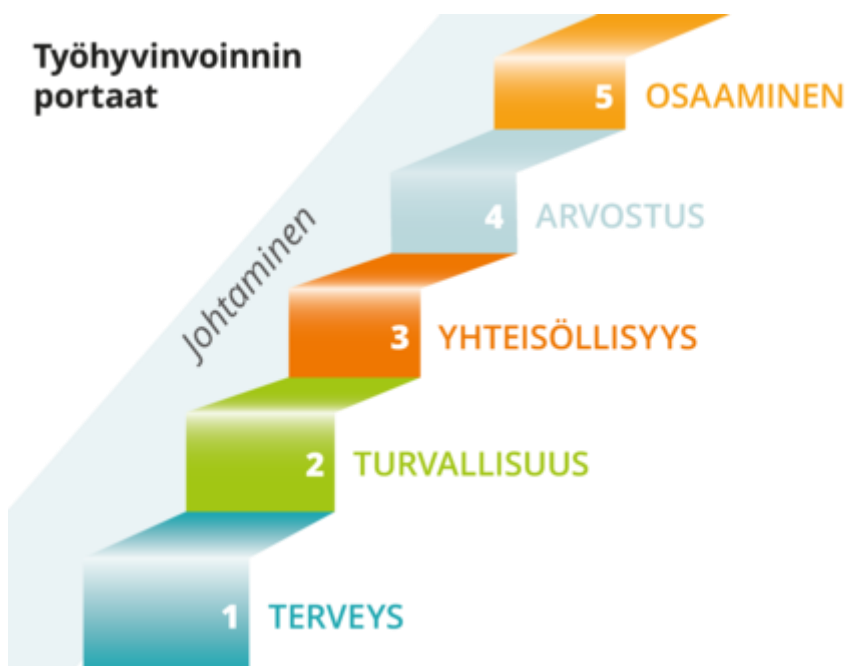 Työhyvinvoinnin
portaat
5 OSAAMINEN
4 ARVOSTUS
Johtaminen
3 YHTEISÖLLISYYS
2 TURVALLISUUS
1 TERVEYS